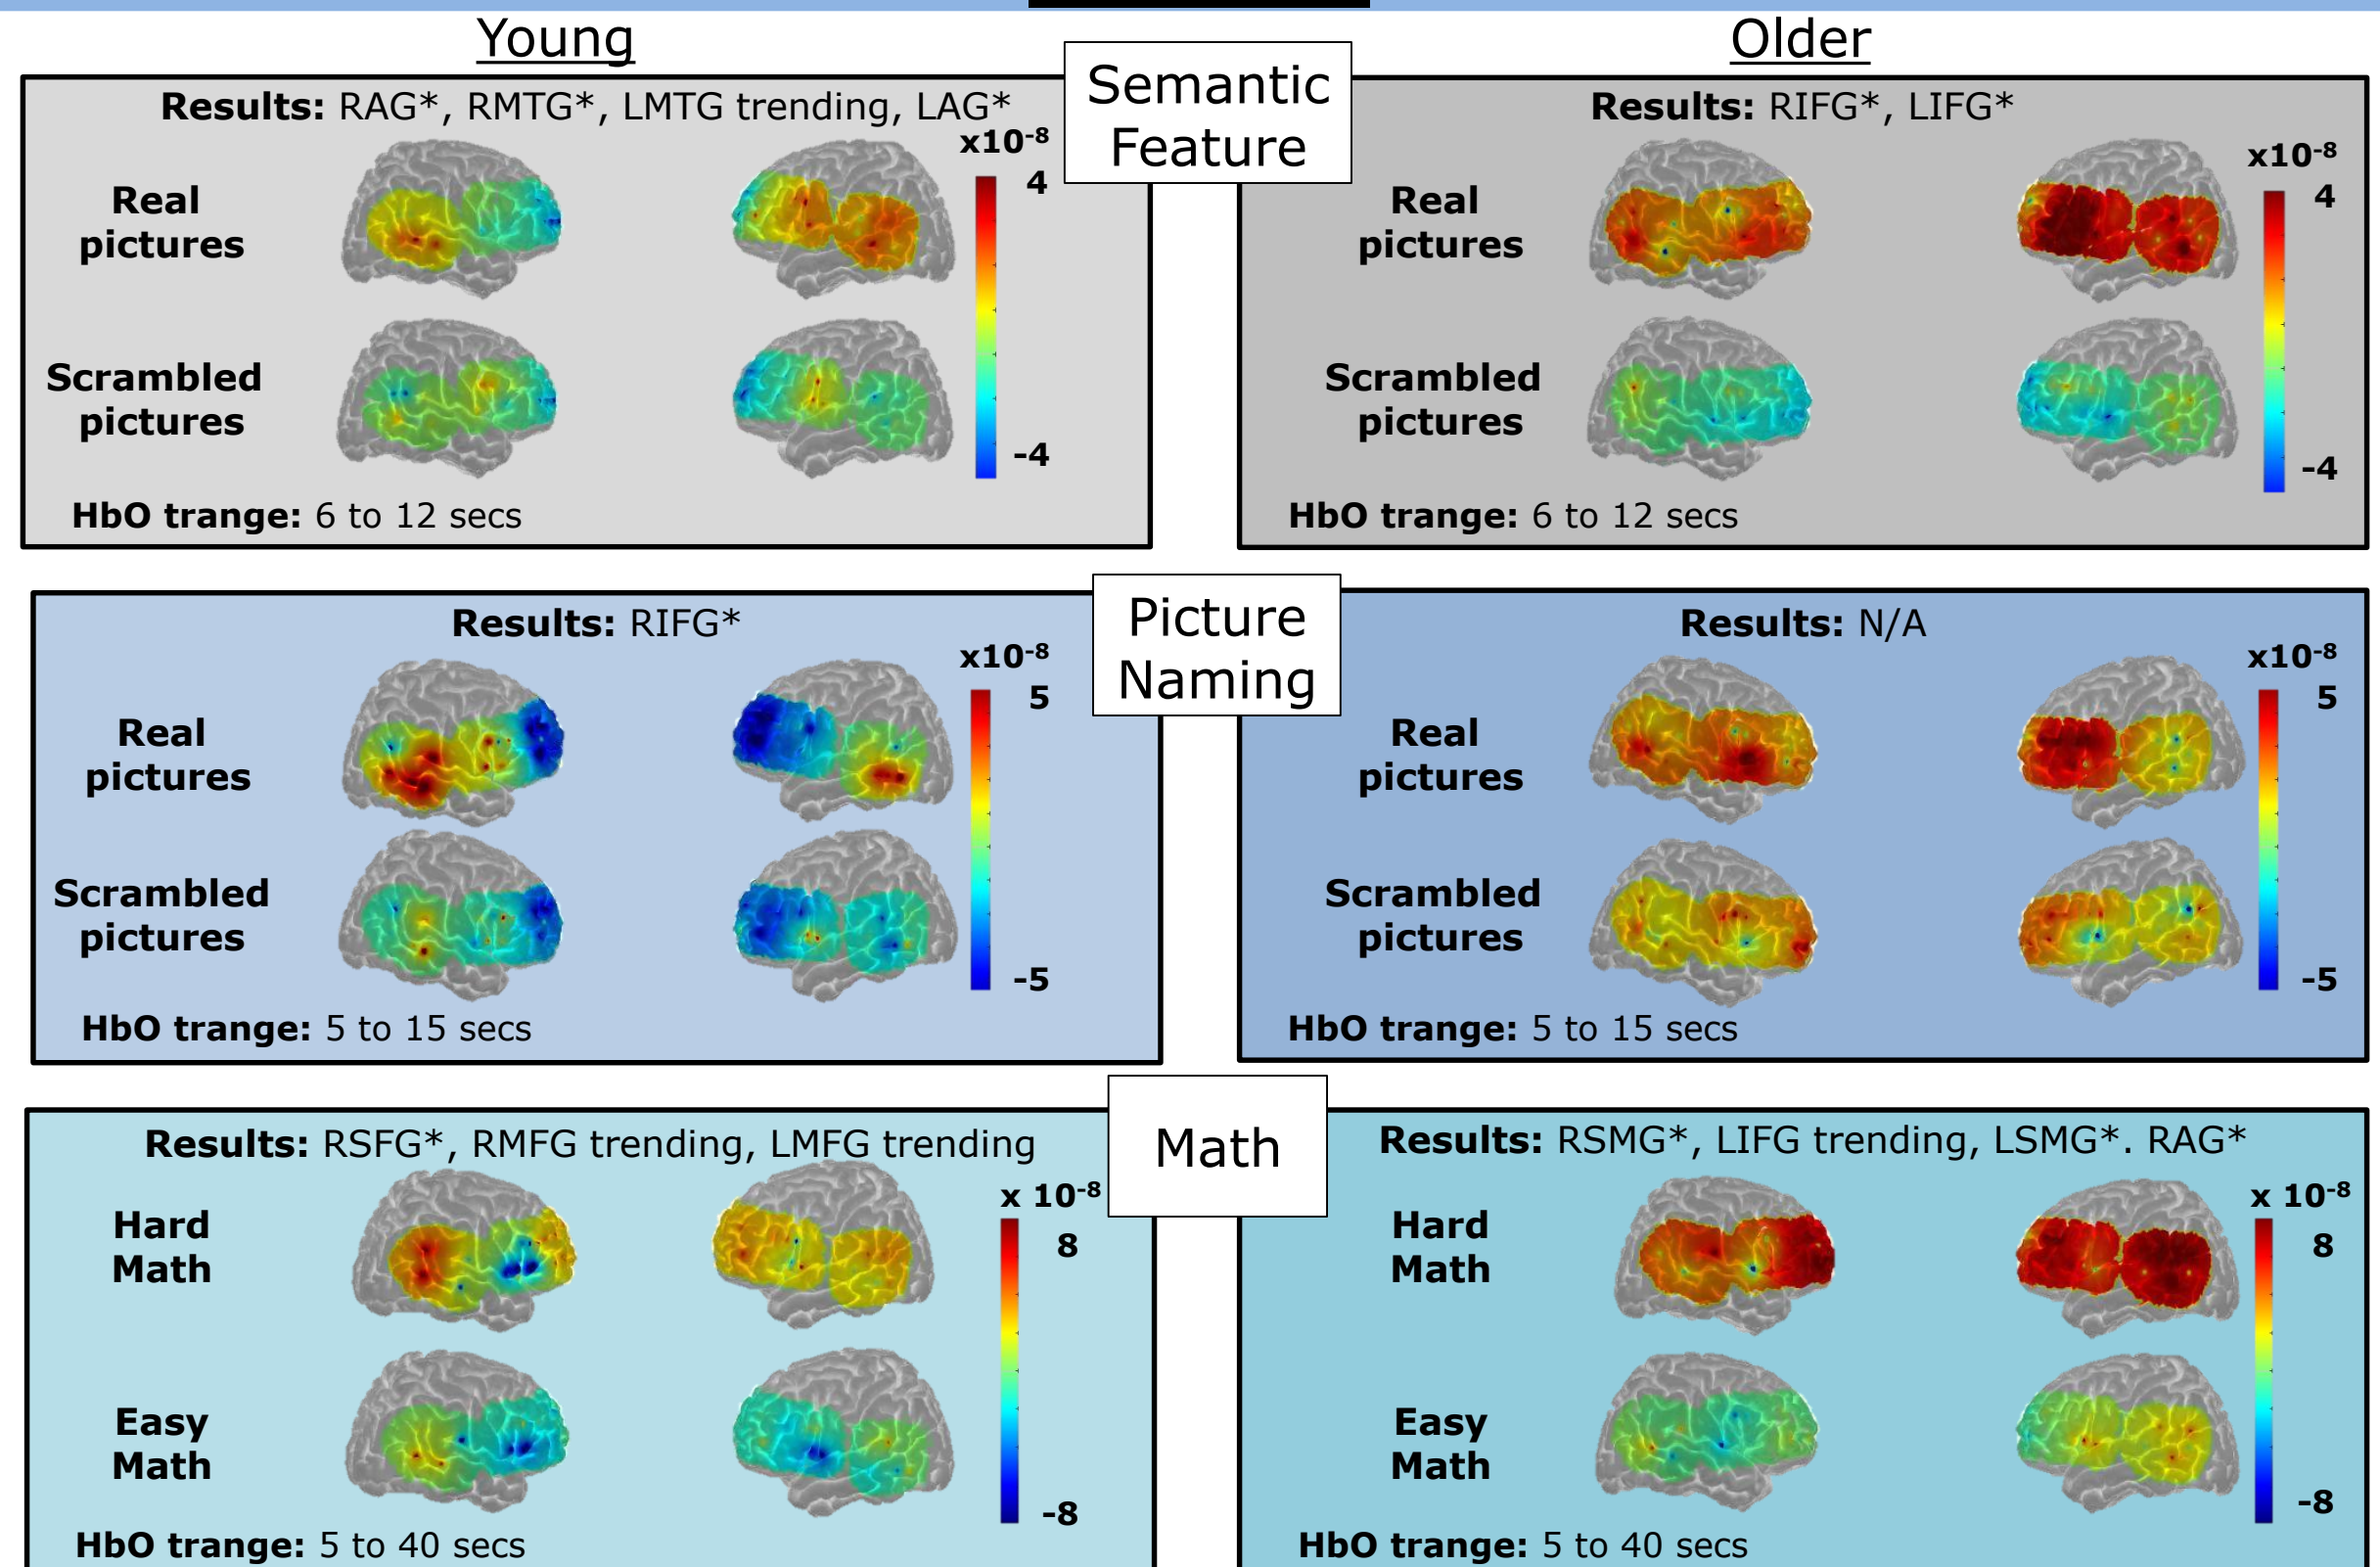 Young
Older
Semantic
Feature
Results: RAG*, RMTG*, LMTG trending, LAG*
x10-8
4
Real
pictures
Scrambled
pictures
-4
HbO trange: 6 to 12 secs
Results: RIFG*, LIFG*
x10-8
4
Real
pictures
Scrambled
pictures
-4
HbO trange: 6 to 12 secs
Picture
Naming
Results: RIFG*
x10-8
5
Real
pictures
Scrambled
pictures
-5
HbO trange: 5 to 15 secs
Results: N/A
x10-8
5
Real
pictures
Scrambled
pictures
-5
HbO trange: 5 to 15 secs
Math
Results: RSFG*, RMFG trending, LMFG trending
x 10-8
8
Hard
Math
Easy
Math
-8
HbO trange: 5 to 40 secs
Results: RSMG*, LIFG trending, LSMG*. RAG*
x 10-8
8
Hard
Math
Easy
Math
-8
HbO trange: 5 to 40 secs